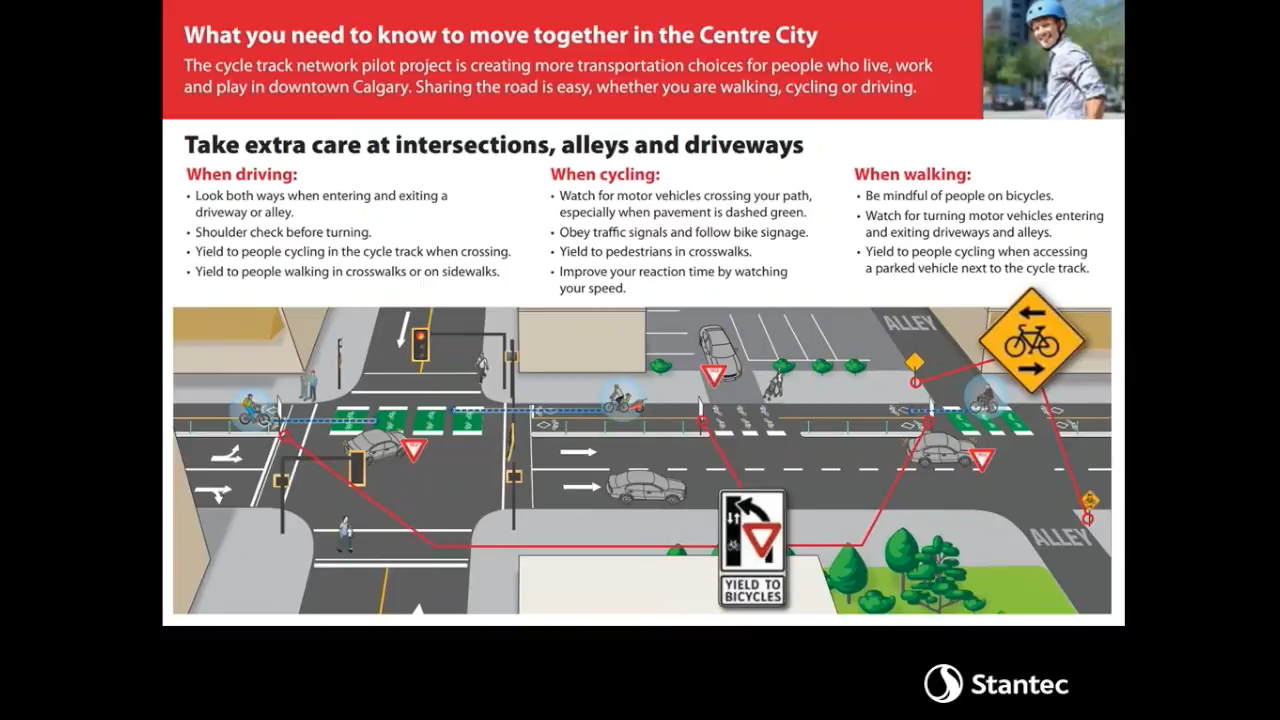 What you need to know to move together in the Centre City
The cycle track network pilot project is creating more transportation choices for people who live, work
and play in downtown Calgary. Sharing the road is easy, whether you are walking, cycling or driving.
Take extra care at intersections, alleys and driveways
When driving:
• Look both ways when entering and exiting a
driveway or alley.
• Shoulder check before turning.
• Yield to people cycling in the cycle track when crossing.
• Yield to people walking in crosswalks or on sidewalks.
When cycling:
• Watch for motor vehicles crossing your path,
especially when pavement is dashed green.
• Obey traffic signals and follow bike signage.
• Yield to pedestrians in crosswalks.
• Improve your reaction time by watching
your speed.
When walking:
• Be mindful of people on bicycles.
• Watch for turning motor vehicles entering
and exiting driveways and alleys.
• Yield to people cycling when accessing
a parked vehicle next to the cycle track.
ALLEY
ALLEY
YIELD TO
BICYCLES
Stantec